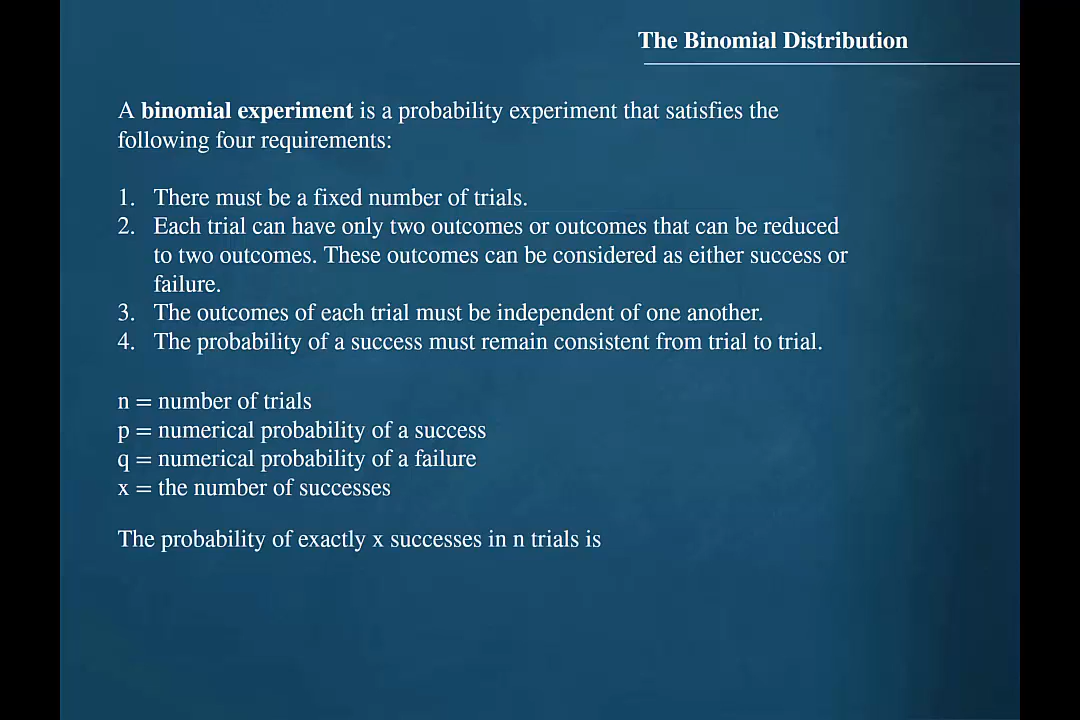 The Binomial Distribution
A binomial experiment is a probability experiment that satisfies the
following four requirements:
1. There must be a fixed number of trials.
2. Each trial can have only two outcomes or outcomes that can be reduced
to two outcomes. These outcomes can be considered as either success or
failure.
3. The outcomes of each trial must be independent of one another.
4. The probability of a success must remain consistent from trial to trial.
n = number of trials
p = numerical probability of a success
q = numerical probability of a failure
x = the number of successes
The probability of exactly x successes in n trials is